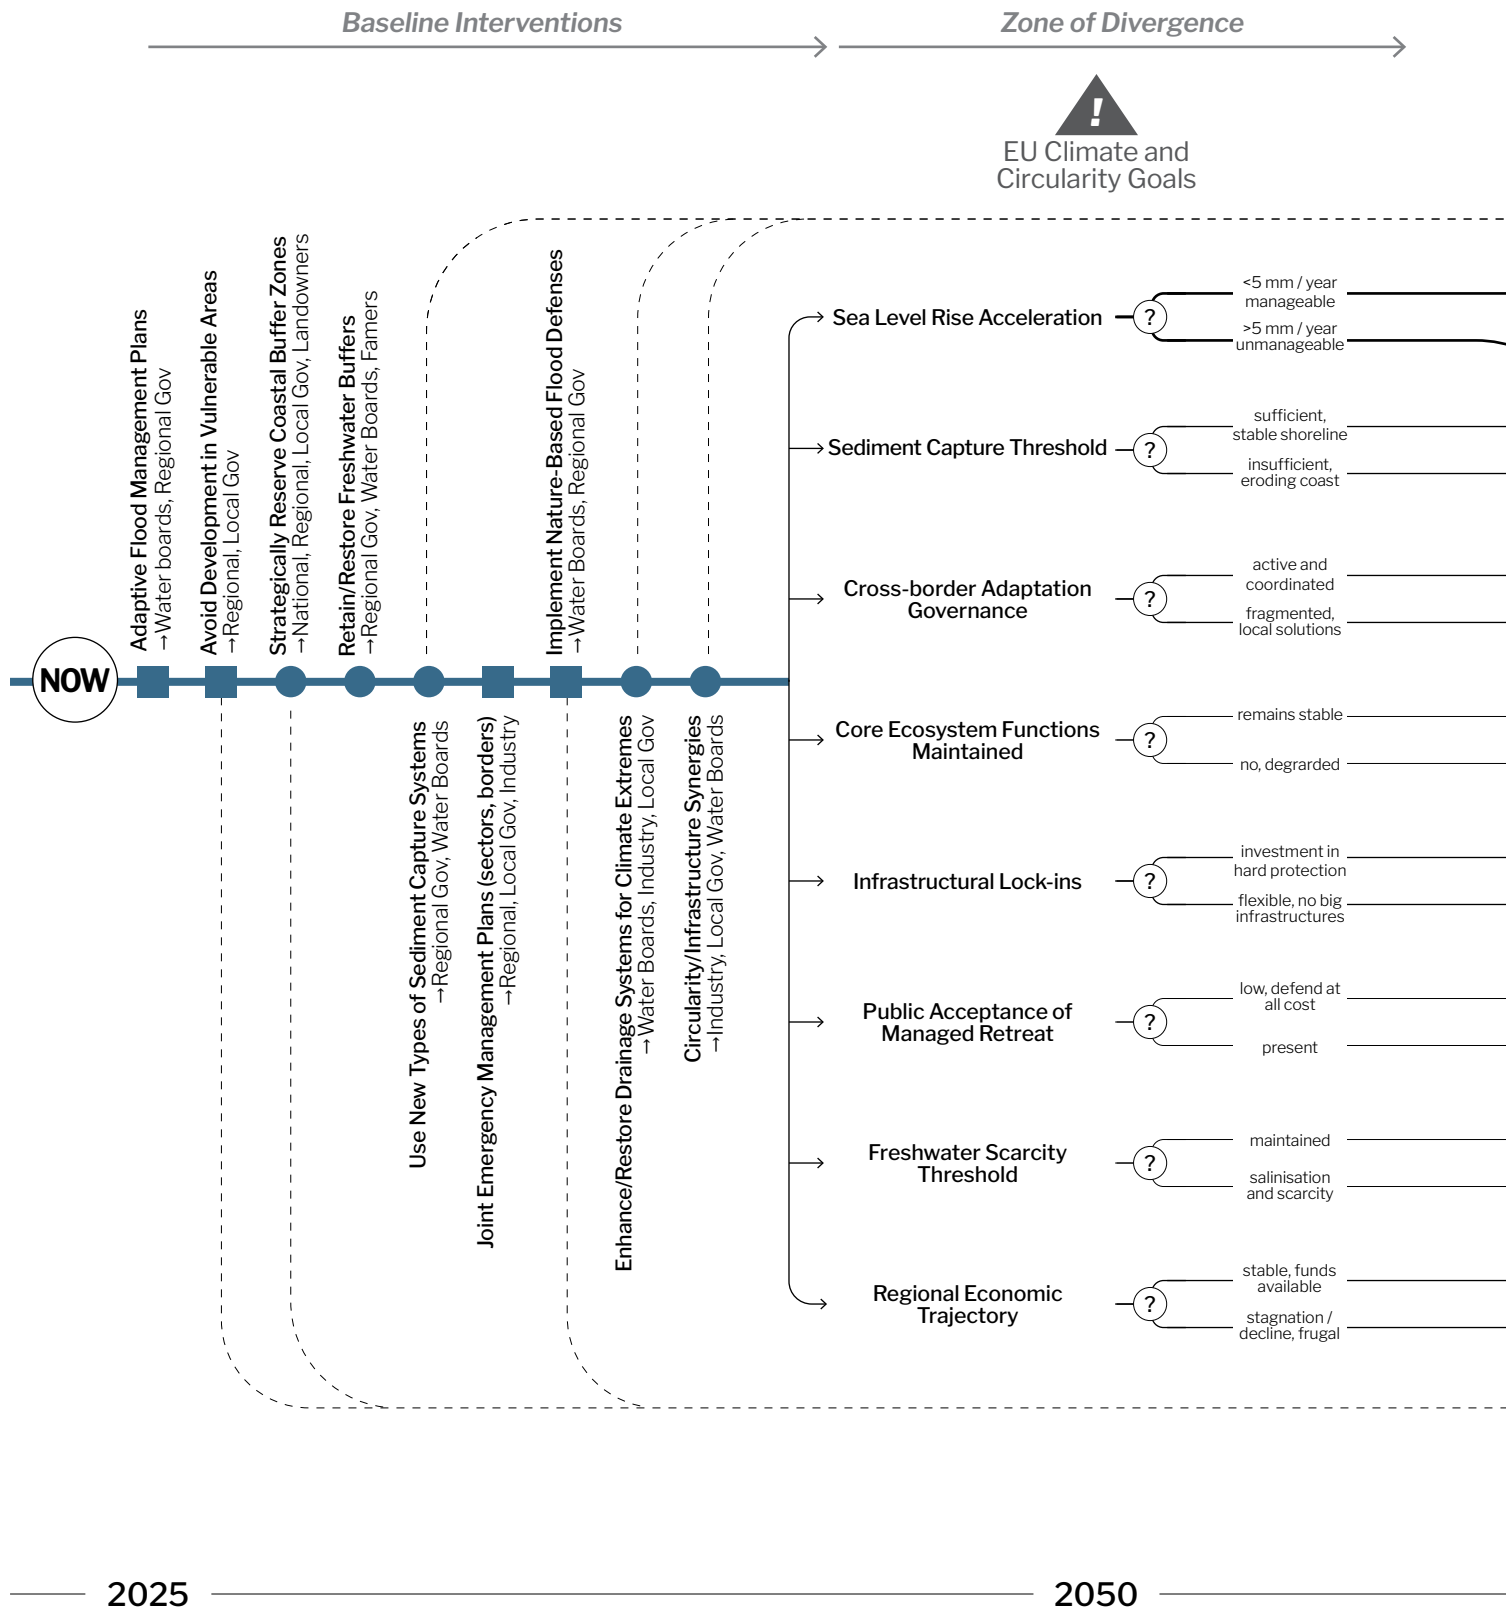 Baseline Interventions
Zone of Divergence
!
EU Climate and
Circularity Goals
NOW
Adaptive Flood Management Plans
→Water boards, Regional Gov
Avoid Development in Vulnerable Areas
→Regional, Local Gov
Strategically Reserve Coastal Buffer Zones
→National, Regional, Local Gov, Landowners
Retain/Restore Freshwater Buffers
→Regional Gov, Water Boards, Famers
Use New Types of Sediment Capture Systems
→Regional Gov, Water Boards
Joint Emergency Management Plans (sectors, borders)
→Regional, Local Gov, Industry
Implement Nature-Based Flood Defenses
→Water Boards, Regional Gov
Enhance/Restore Drainage Systems for Climate Extremes
→Water Boards, Industry, Local Gov
Circularity/Infrastructure Synergies
→Industry, Local Gov, Water Boards
Sea Level Rise Acceleration
?
<5 mm / year
manageable
>5 mm / year
unmanageable
Sediment Capture Threshold
?
sufficient,
stable shoreline
insufficient,
eroding coast
Cross-border Adaptation
Governance
?
active and
coordinated
fragmented,
local solutions
Core Ecosystem Functions
Maintained
?
remains stable
no, degrarded
Infrastructural Lock-ins
?
investment in
hard protection
flexible, no big
infrastructures
Public Acceptance of
Managed Retreat
?
low, defend at
all cost
present
Freshwater Scarcity
Threshold
?
maintained
salinisation
and scarcity
Regional Economic
Trajectory
?
stable, funds
available
stagnation /
decline, frugal
2025
2050